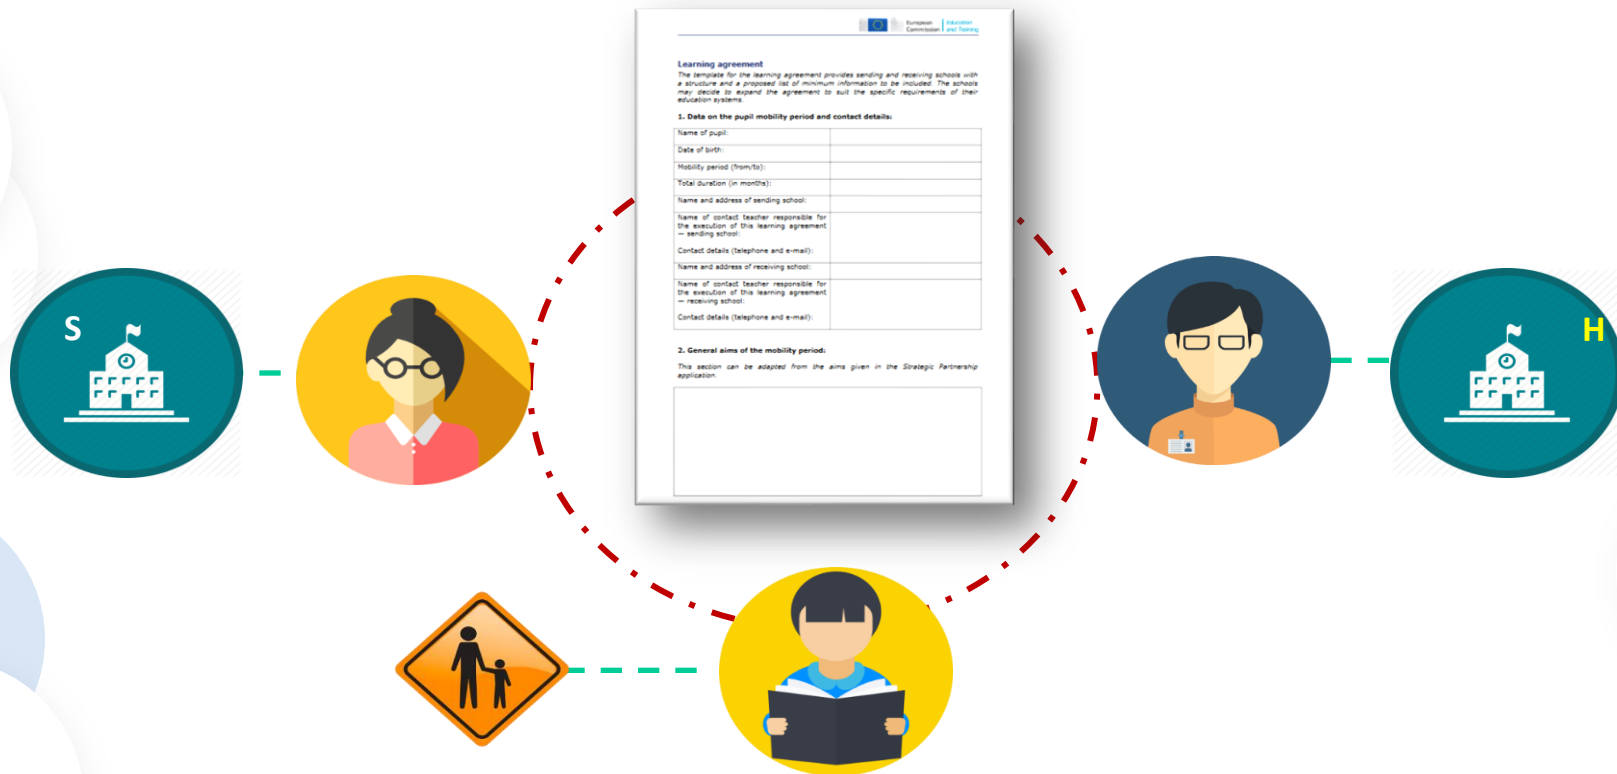 European
Commission
Education
and Training
Learning agreement
The template for the learning agreement provides sending and receiving schools with
a structure and a proposed list of minimum information to be included. The schools
may decide to expand the agreement to suit the specific requirements of their
education systems.
1. Data on the pupil mobility period and contact details:
Name of pupil:
Date of birth:
Mobility period (from/to):
Total duration (in months):
Name and address of sending school:
Name of contact teacher responsible for
the execution of this learning agreement
— sending school:
Contact details (telephone and e-mail):
Name and address of receiving school:
Name of contact teacher responsible for
the execution of this learning agreement
— receiving school:
Contact details (telephone and e-mail):
2. General aims of the mobility period:
This section can be adapted from the aims given in the Strategic Partnership
application.
S
H